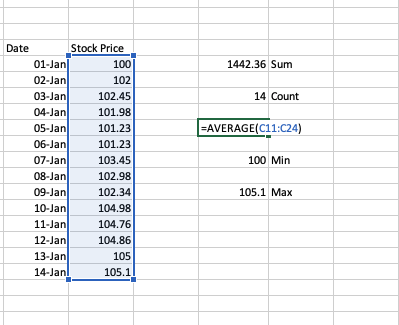 Date Stock Price
01-Jan 100 1442.36 Sum
02-Jan 102
03-Jan 102.45 14 Count
04-Jan 101.98
05-Jan 101.23 =AVERAGE(C11:C24)
06-Jan 101.23
07-Jan 103.45 100 Min
08-Jan 102.98
09-Jan 102.34 105.1 Max
10-Jan 104.98
11-Jan 104.76
12-Jan 104.86
13-Jan 105
14-Jan 105.1